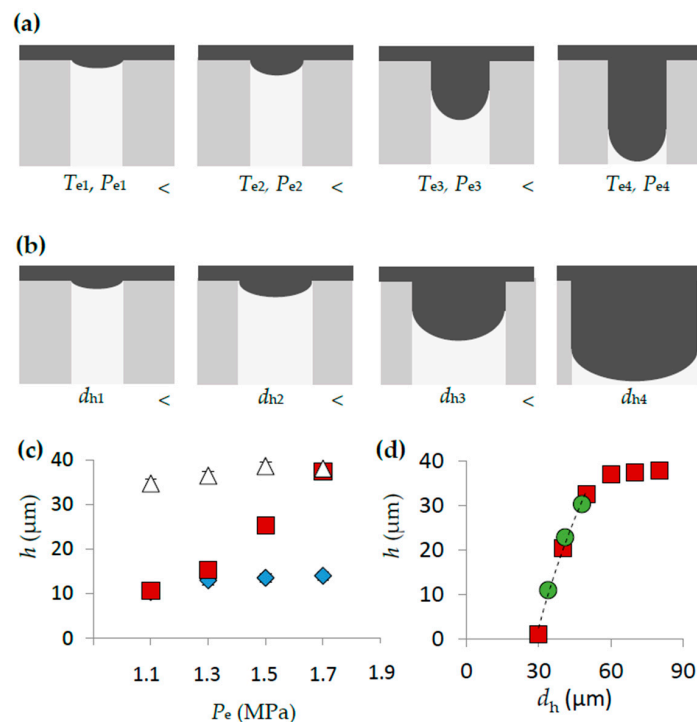 (a)
Te1, Pe1 < Te2, Pe2 < Te3, Pe3 < Te4, Pe4
(b)
dh1 < dh2 < dh3 < dh4
(c)
40
30
20
10
0
h (μm)
1.1 1.3 1.5 1.7 1.9
Pe (MPa)
(d)
40
30
20
10
0
h (μm)
0 30 60 90
dh (μm)